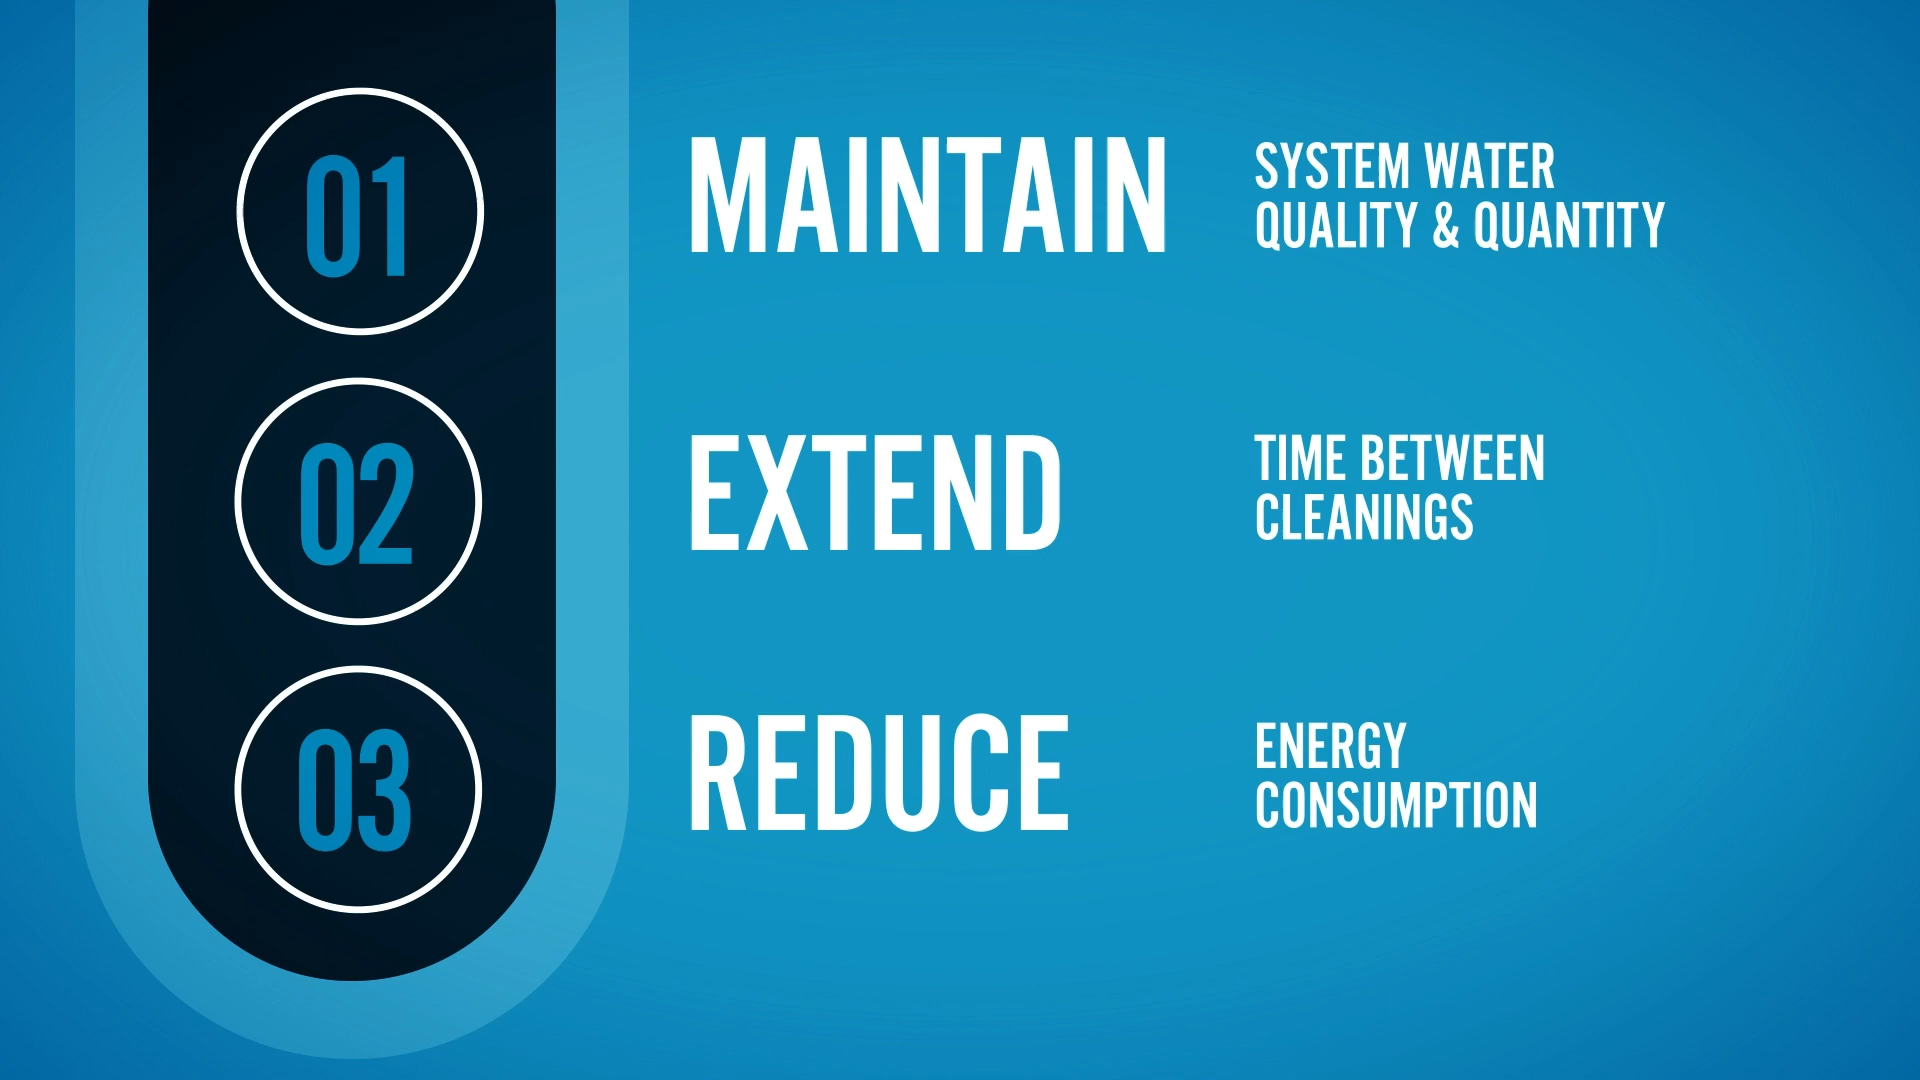 01
MAINTAIN
SYSTEM WATER
QUALITY & QUANTITY
02
EXTEND
TIME BETWEEN
CLEANINGS
03
REDUCE
ENERGY
CONSUMPTION